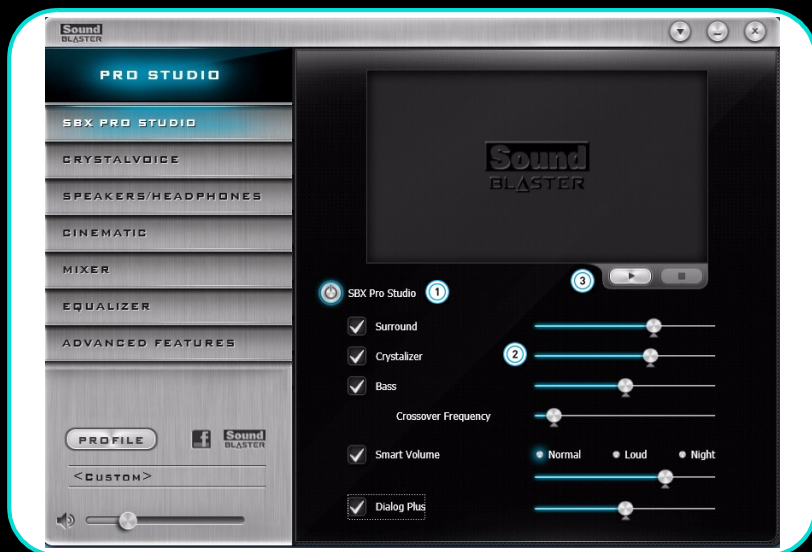 Sound
BLASTER
PRO STUDIO
SBX PRO STUDIO
CRYSTALVOICE
SPEAKERS/HEADPHONES
CINEMATIC
MIXER
EQUALIZER
ADVANCED FEATURES
PROFILE
f
Sound
BLASTER
<CUSTOM>
Sound
BLASTER
3
SBX Pro Studio 1
Surround
Crystalizer 2
Bass
Crossover Frequency
Smart Volume Normal Loud Night
Dialog Plus